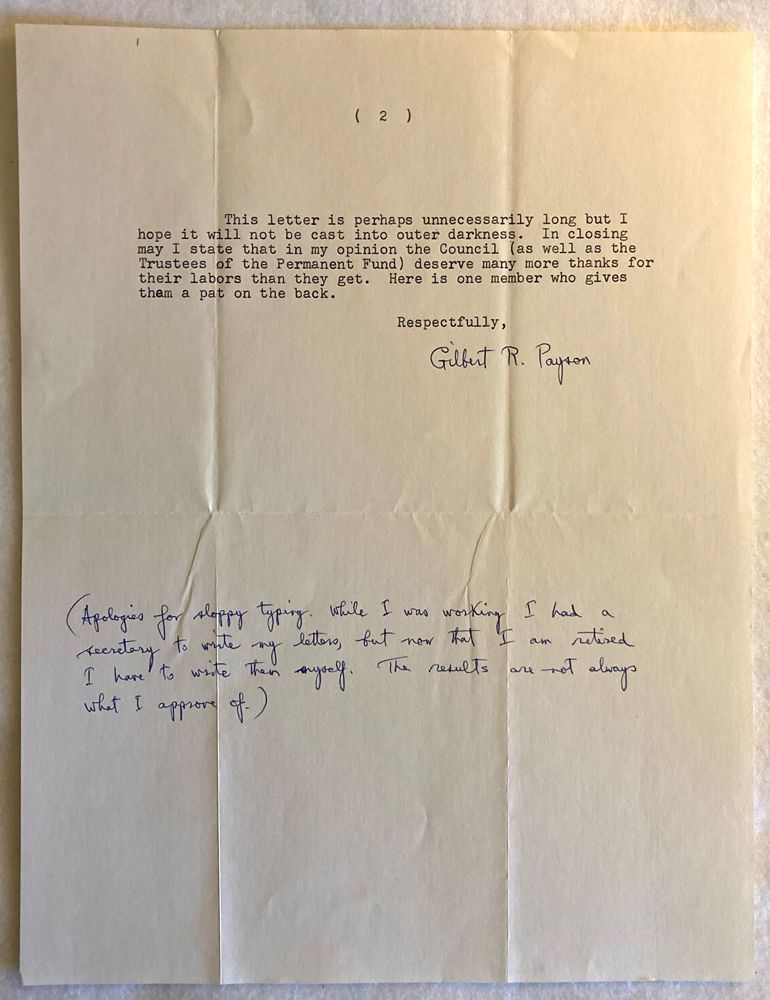 ( 2 )
This letter is perhaps unnecessarily long but I
hope it will not be cast into outer darkness. In closing
may I state that in my opinion the Council (as well as the
Trustees of the Permanent Fund) deserve many more thanks for
their labors than they get. Here is one member who gives
them a pat on the back.
Respectfully,
Gilbert R. Payson
(Apologies for sloppy typing. While I was working I had a
secretary to write my letters, but now that I am retired
I have to write them myself. The results are not always
what I approve of.)